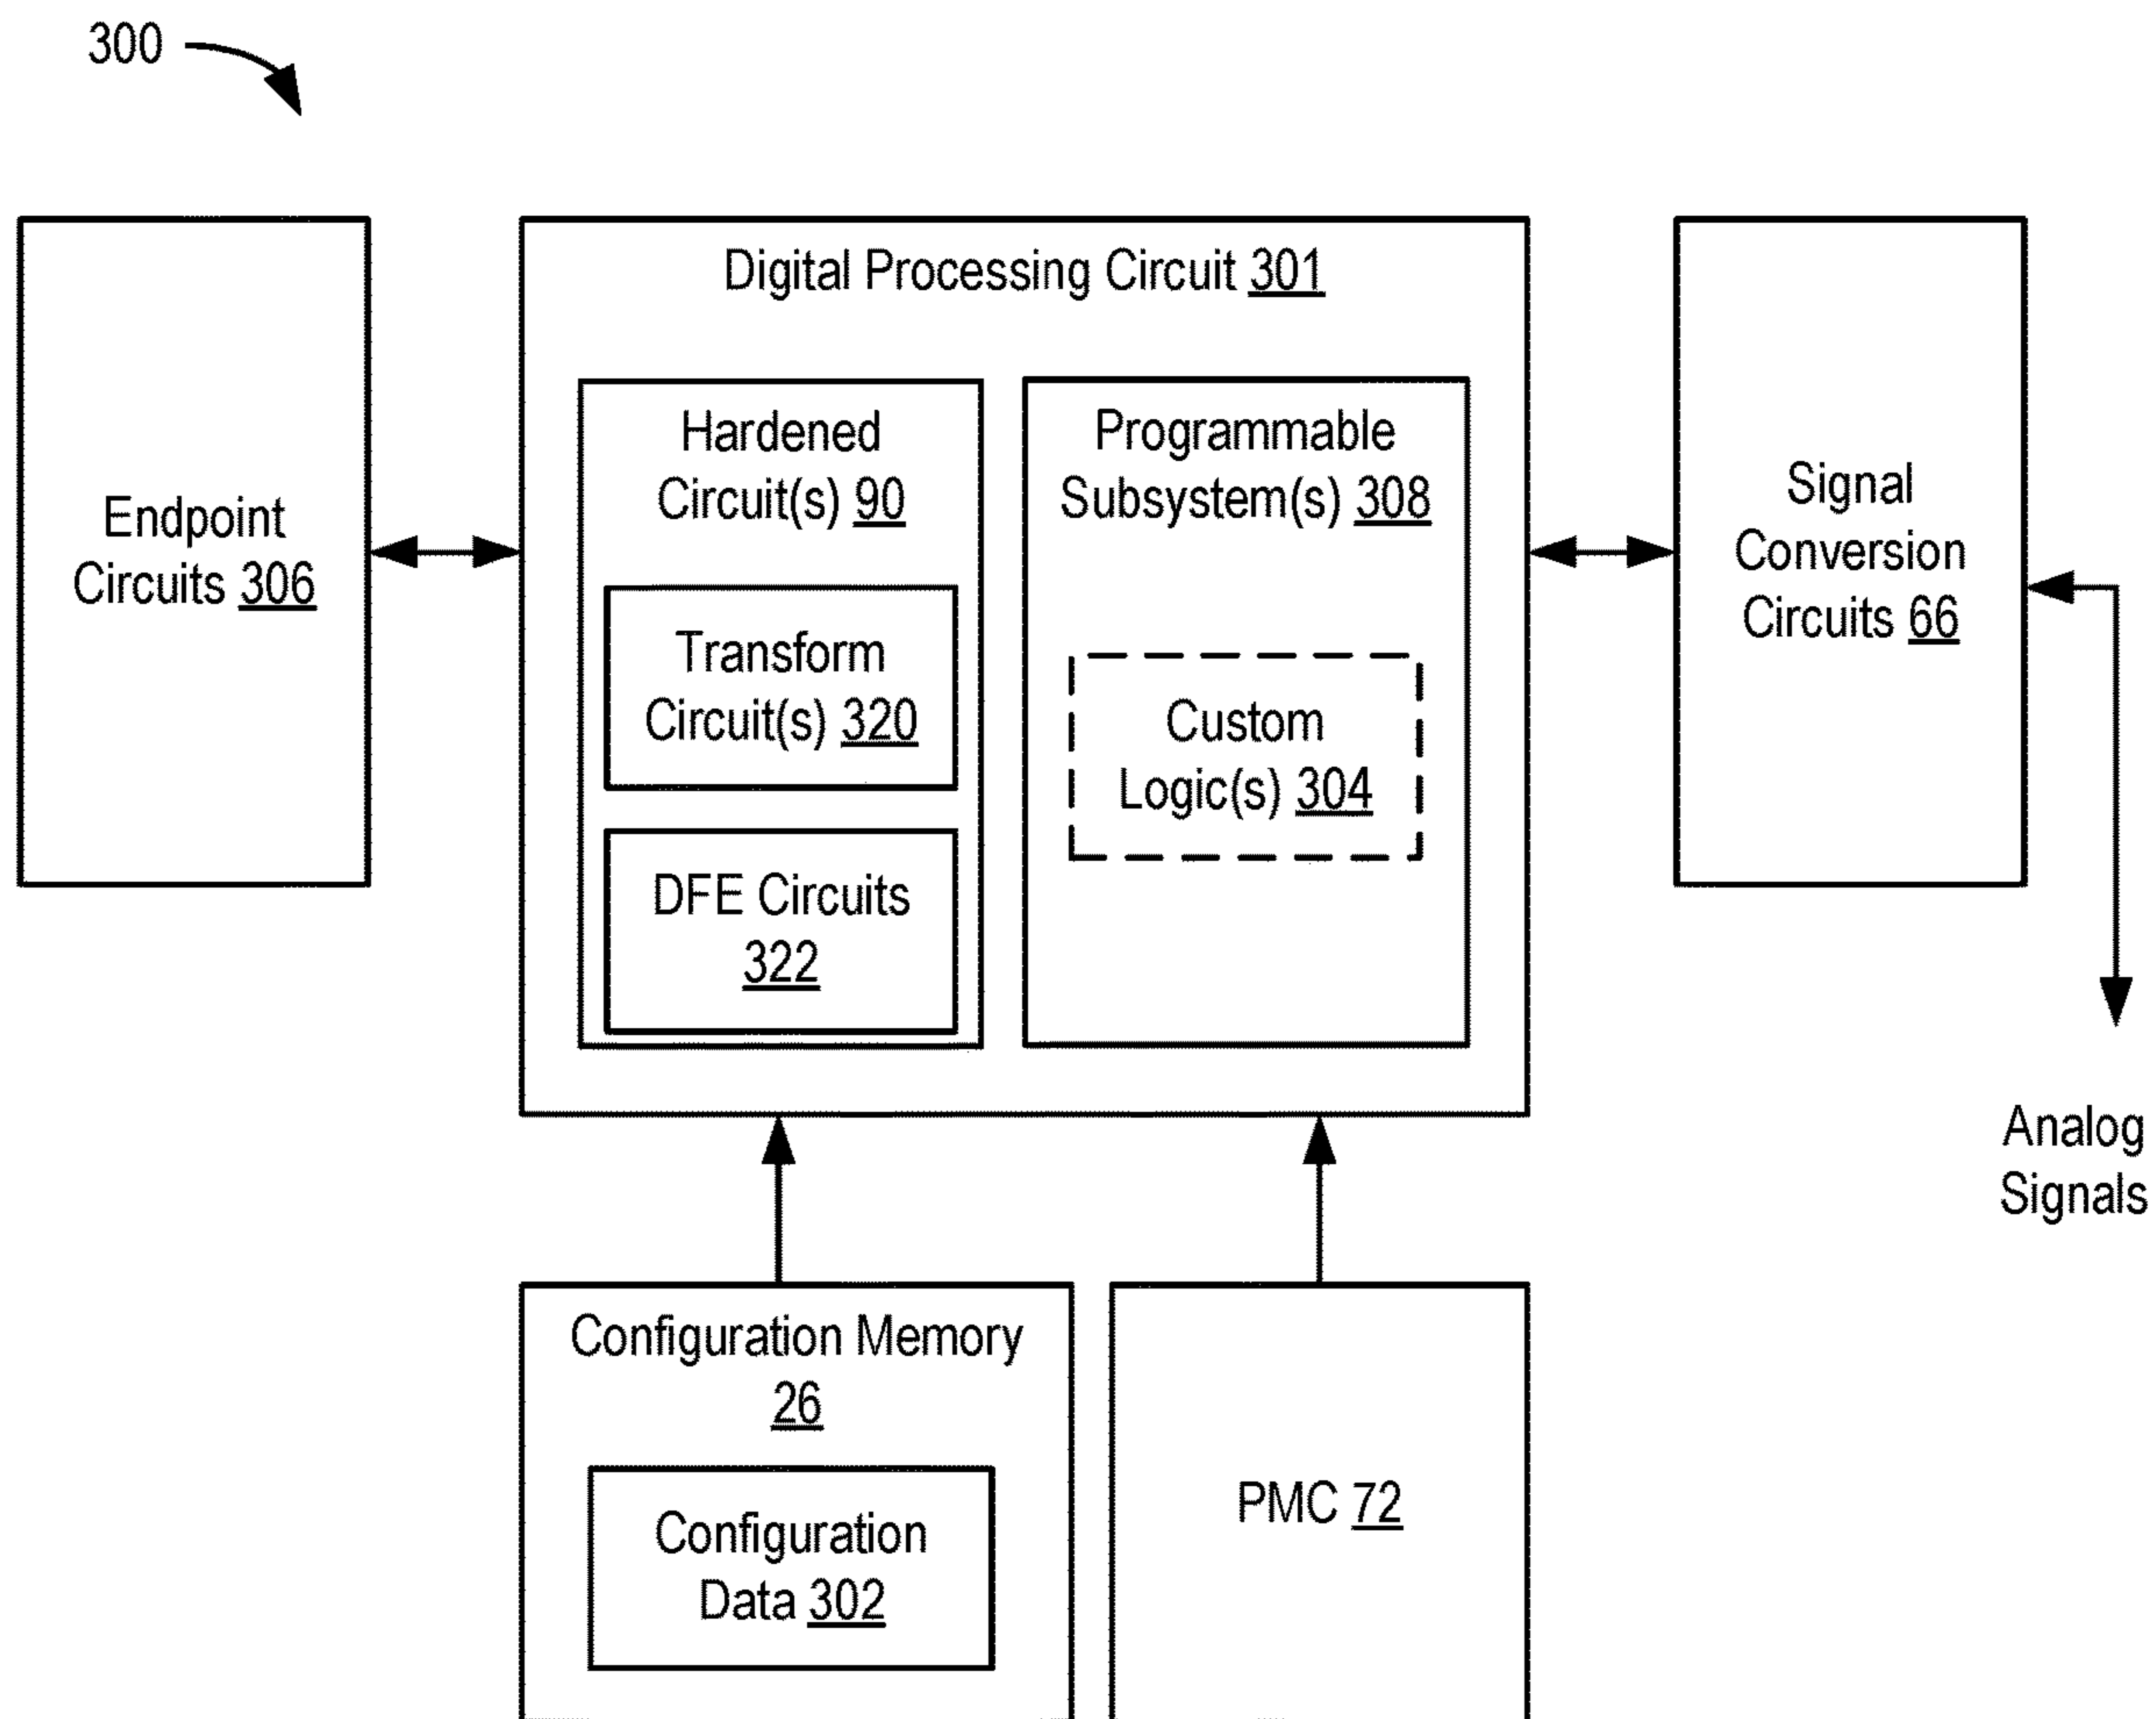 300
Digital Processing Circuit 301
Endpoint
Circuits 306
Hardened
Circuit(s) 90
Transform
Circuit(s) 320
DFE Circuits
322
Programmable
Subsystem(s) 308
Custom
Logic(s) 304
Signal
Conversion
Circuits 66
Analog
Signals
Configuration Memory
26
Configuration
Data 302
PMC 72